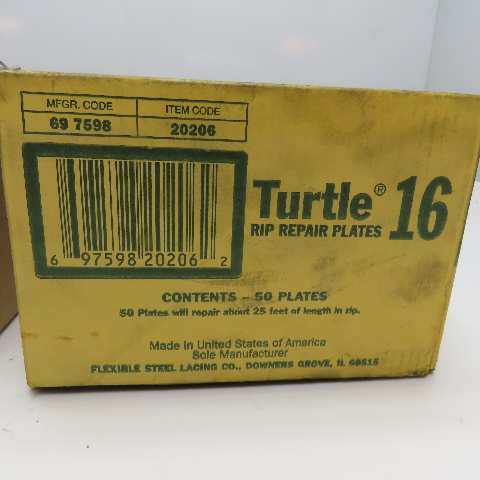 MFGR. CODE ITEM CODE
69 7598 20206
6 97598 20206 2
Turtle® 16
RIP REPAIR PLATES
CONTENTS – 50 PLATES
50 Plates will repair about 25 feet of length in rip.
Made in United States of America
Sole Manufacturer
FLEXIBLE STEEL LACING CO., DOWNERS GROVE, IL 60515